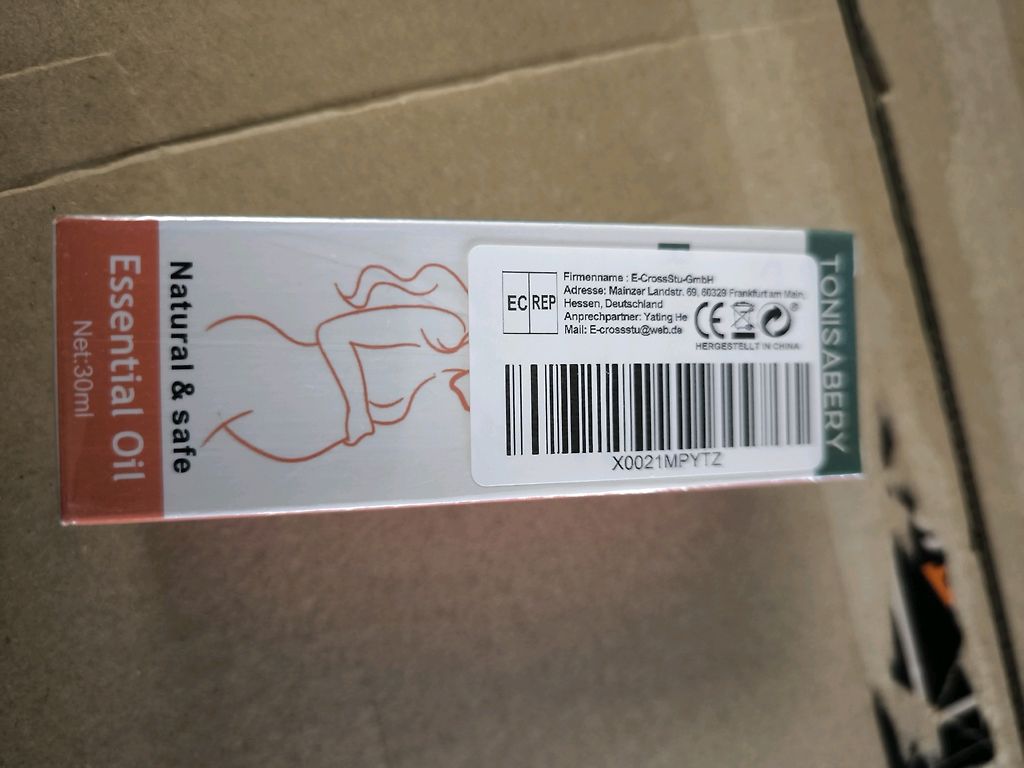 TONISABERY
EC REP
Firmenname : E-CrossStu-GmbH
Adresse: Mainzer Landstr. 69, 60329 Frankfurt am Main,
Hessen, Deutschland
Anprechpartner: Yating He
Mail: E-crossstu@web.de
CE
HERGESTELLT IN CHINA
X0021MPYTZ
Natural & safe
Essential Oil
Net:30ml